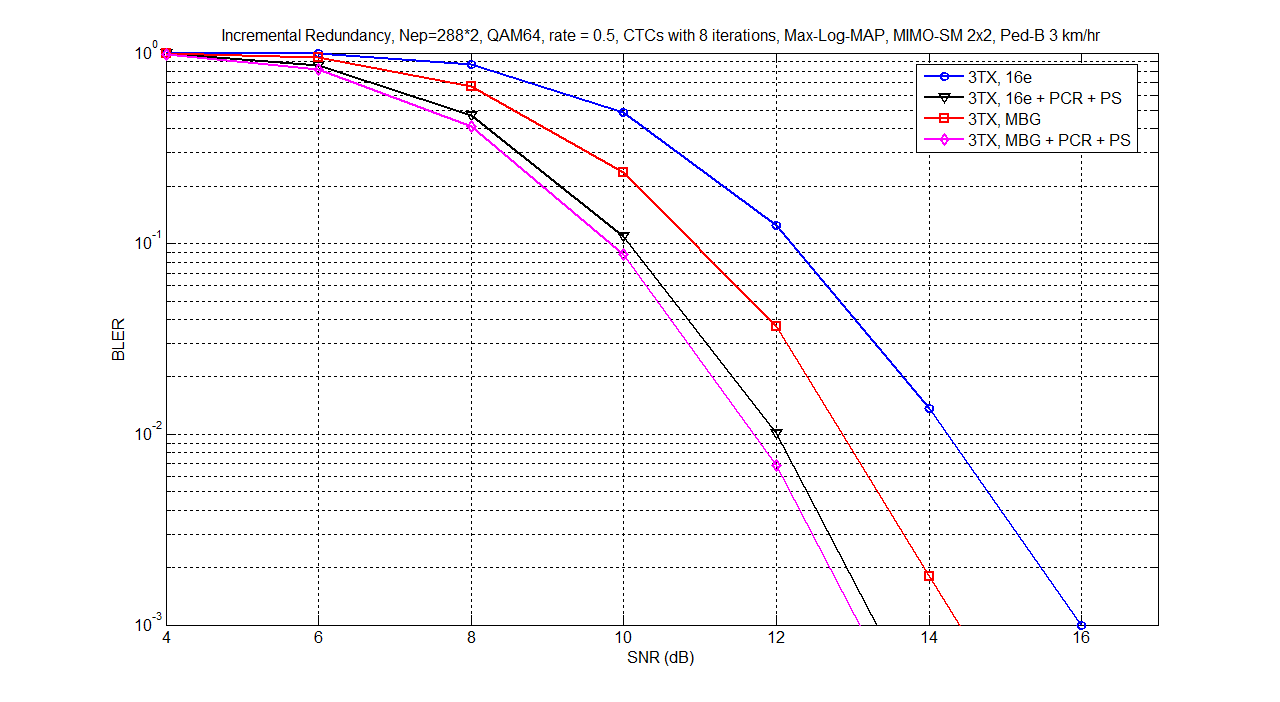 Incremental Redundancy, Nep=288*2, QAM64, rate = 0.5, CTCs with 8 iterations, Max-Log-MAP, MIMO-SM 2x2, Ped-B 3 km/hr
10^0
3TX, 16e
3TX, 16e + PCR + PS
3TX, MBG
3TX, MBG + PCR + PS
10^-1
BLER
10^-2
10^-3
4 6 8 10 12 14 16
SNR (dB)